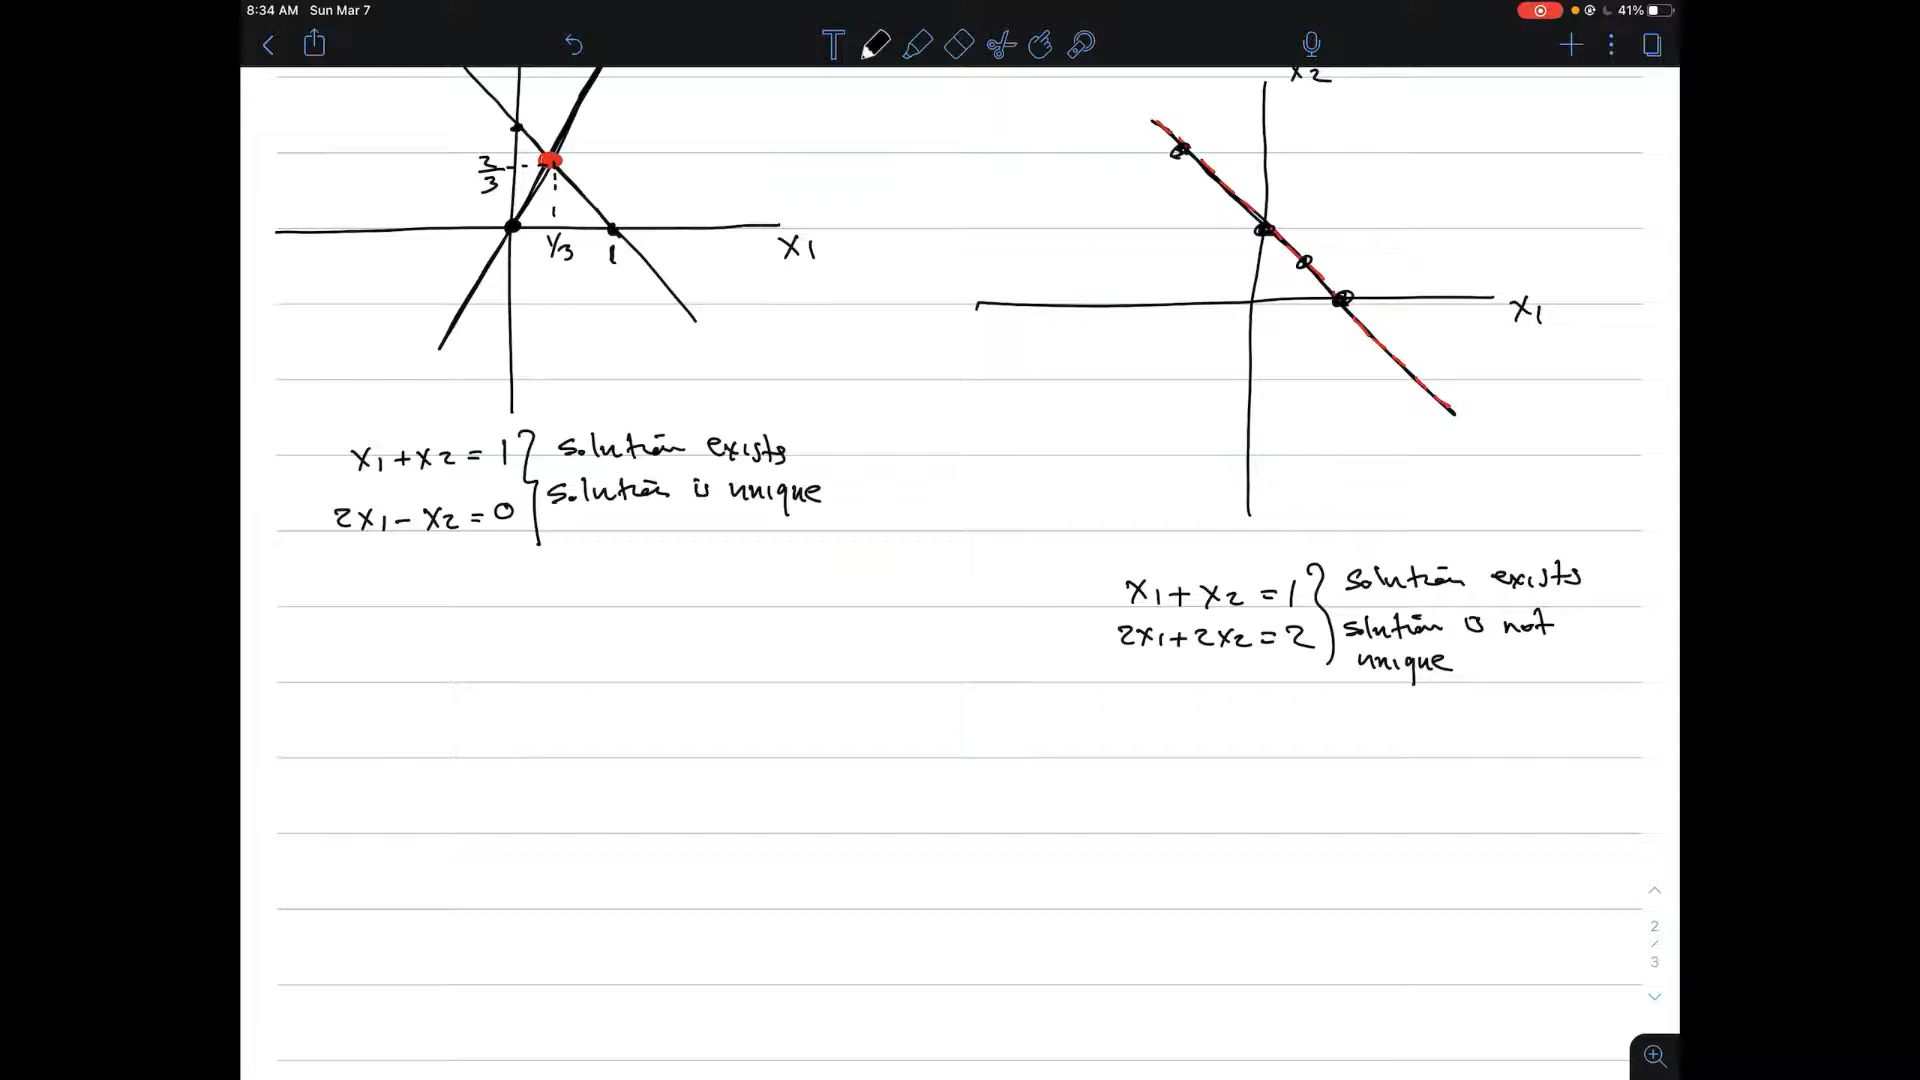 8:34 AM Sun Mar 7
41%
T
x2
2/3
1/3
1
x1
x1
x1 + x2 = 1
solution exists
2x1 - x2 = 0
solution is unique
x1 + x2 = 1
solution exists
2x1 + 2x2 = 2
solution is not
unique
2
/
3